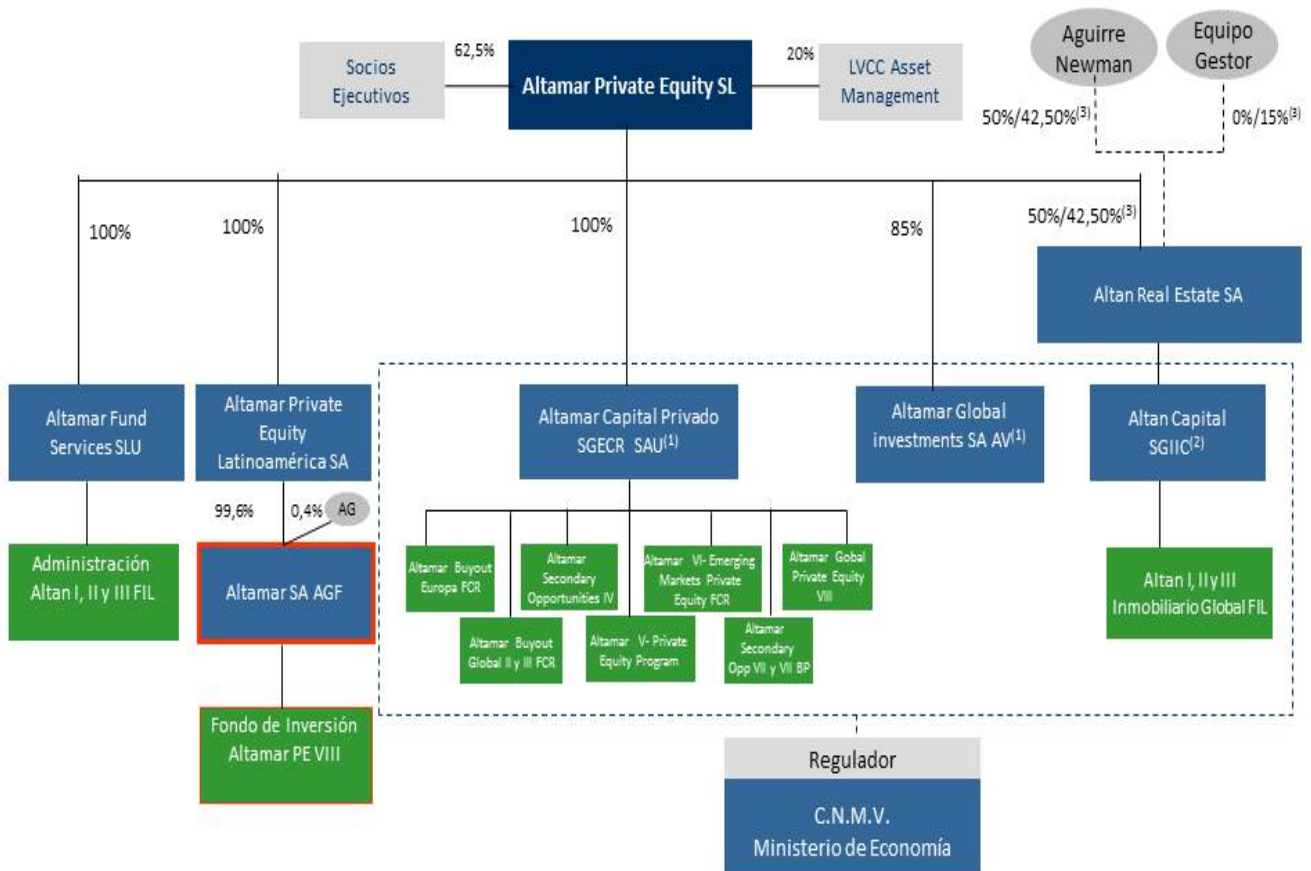 62,5%
Socios
Ejecutivos
Altamar Private Equity SL
20%
LVCC Asset
Management
Aguirre
Newman
Equipo
Gestor
50%/42,50%(3)
0%/15%(3)
100%
100%
100%
85%
50%/42,50%(3)
Altan Real Estate SA
Altamar Fund
Services SLU
Altamar Private
Equity
Latinoamérica SA
Altamar Capital Privado
SGECR SAU(1)
Altamar Global
investments SA AV(1)
Altan Capital
SGIIC(2)
99,6%
0,4%
AG
Administración
Altan I, II y III FIL
Altamar SA AGF
Altamar Buyout
Europa FCR
Altamar
Secondary
Opportunities IV
Altamar VI- Emerging
Markets Private
Equity FCR
Altamar Gobal
Private Equity
VIII
Altamar Buyout
Global II y III FCR
Altamar V- Private
Equity Program
Altamar
Secondary
Opp VII y VII BP
Altan I, II y III
Inmobiliario Global FIL
Fondo de Inversión
Altamar PE VIII
Regulador
C.N.M.V.
Ministerio de Economía